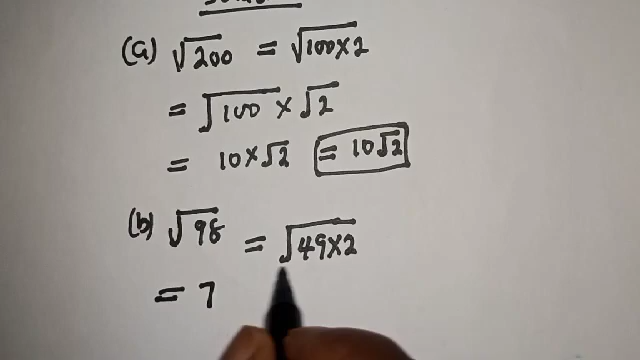 (a) √200 = √100×2
= √100 × √2
= 10×√2 = 10√2
(b) √98 = √49×2
= 7